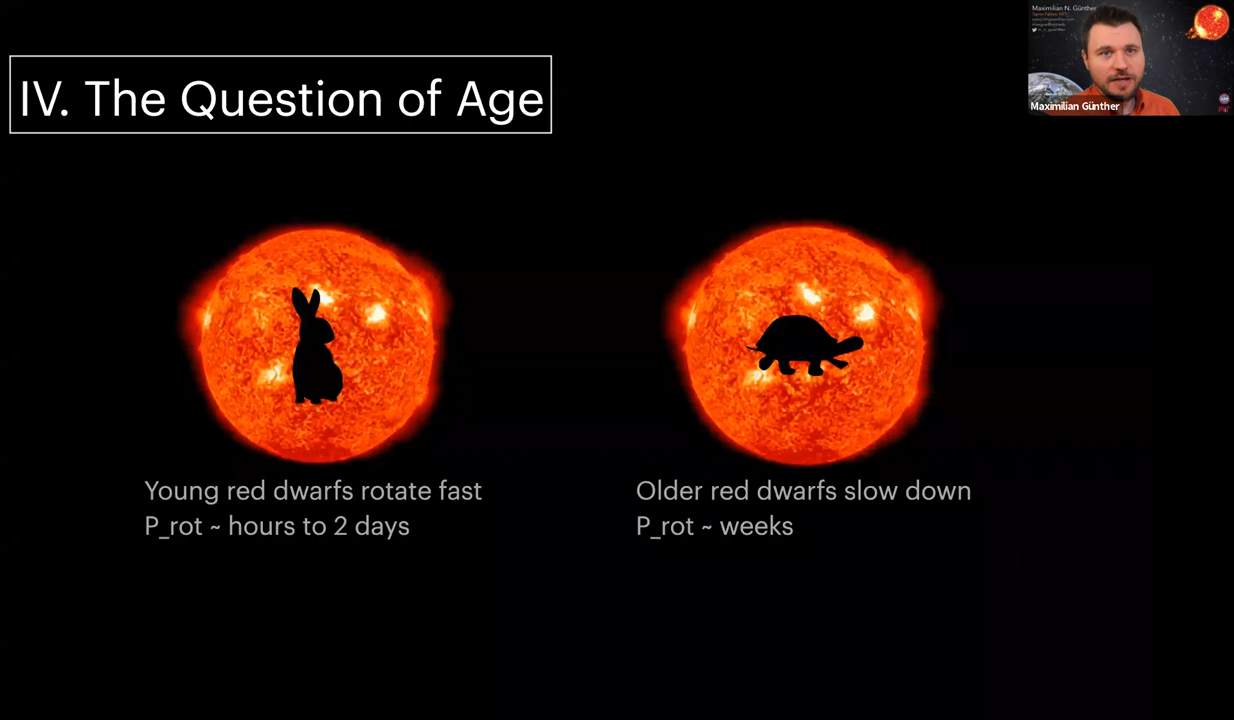 IV. The Question of Age
Maximilian N. Günther
Maximilian Günther
Young red dwarfs rotate fast
P_rot ~ hours to 2 days
Older red dwarfs slow down
P_rot ~ weeks